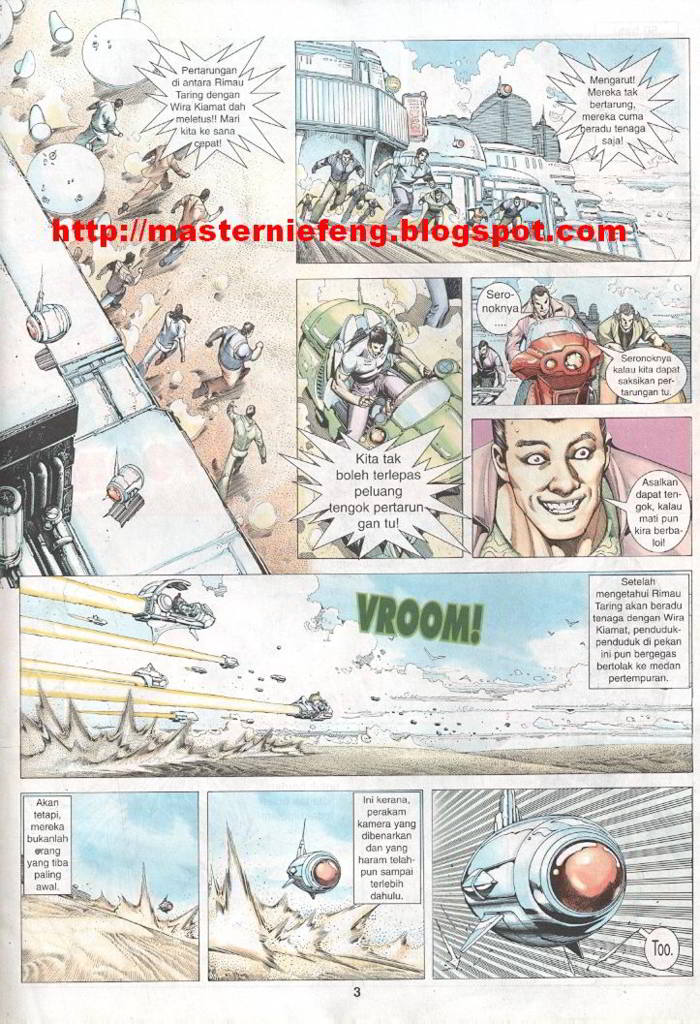 Pertarungan
di antara Rimau
Taring dengan
Wira Kiamat dah
meletus!! Mari
kita ke sana
cepat!
Mengarut!
Mereka tak
bertarung,
mereka cuma
beradu tenaga
saja!
http://masterniefeng.blogspot.com
Kita tak
boleh terlepas
peluang
tengok pertarun-
gan tu!
Sero-
noknya
....
Seronoknya
kalau kita dapat
saksikan per-
tarungan tu.
Asalkan
dapat ten-
gok, kalau
mati pun
kira berba-
loi!
VROOM!
Setelah
mengetahui Rimau
Taring akan beradu
tenaga dengan Wira
Kiamat, penduduk-
penduduk di pekan
ini pun bergegas
bertolak ke medan
pertempuran.
Akan
tetapi,
mereka
bukanlah
orang
yang tiba
paling
awal.
Ini kerana,
perakam
kamera yang
dibenarkan
dan yang
haram telah-
pun sampai
terlebih
dahulu.
Too.
3